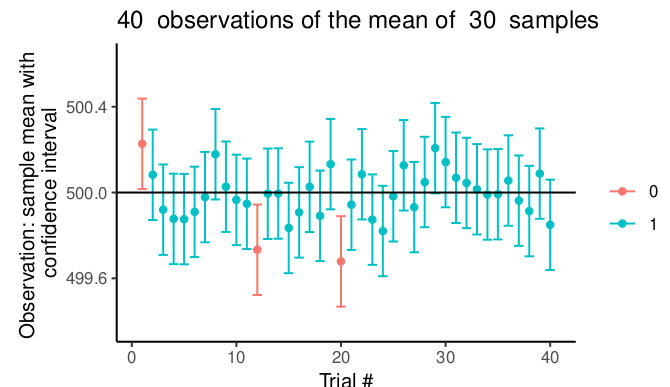 40  observations of the mean of  30  samples
Observation: sample mean with
confidence interval
500.4
500.0
499.6
0
10
20
30
40
Trial #
0
1